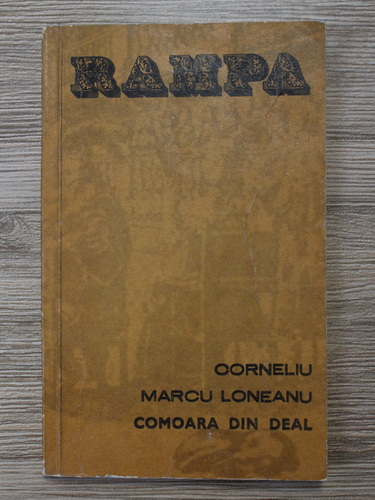 RAMPA
CORNELIU
MARCU LONEANU
COMOARA DIN DEAL